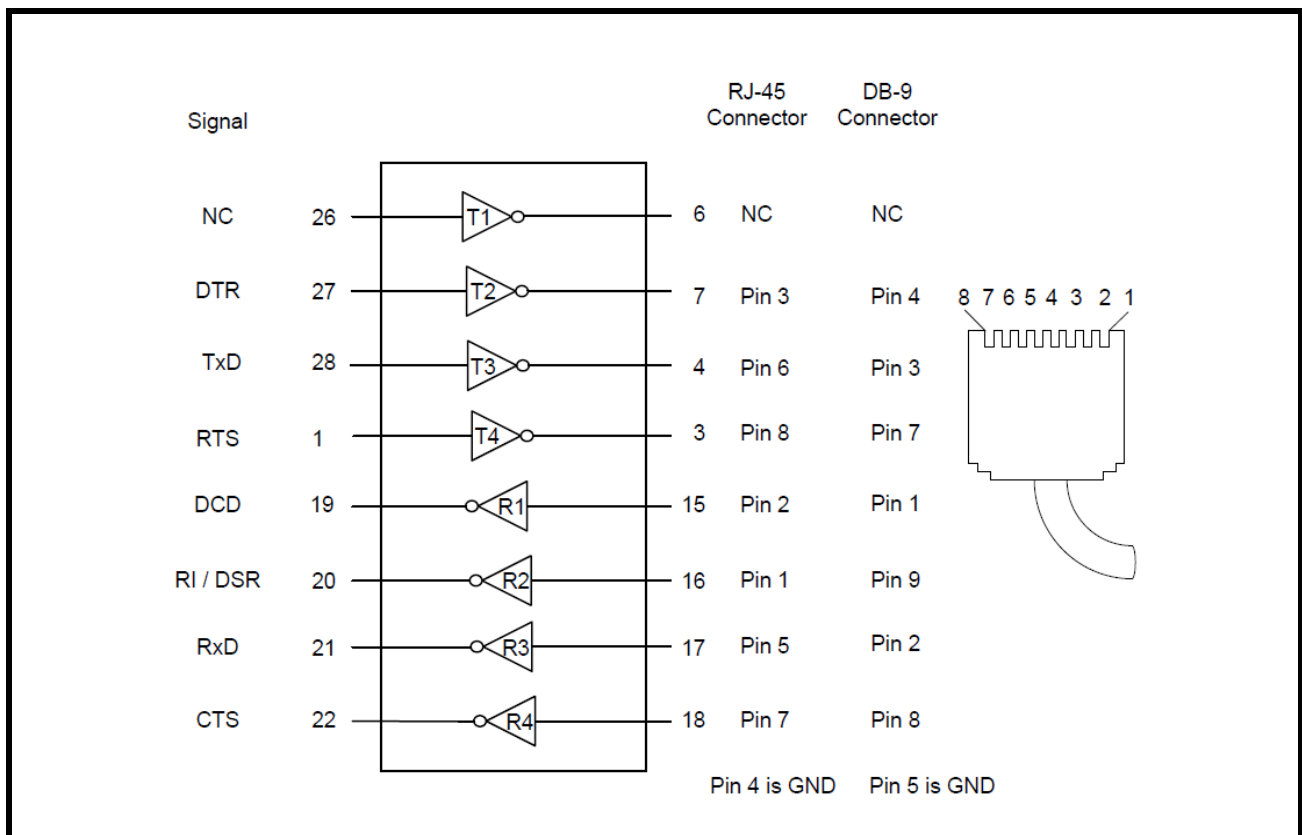 RJ-45 DB-9
Signal Connector Connector
NC 26 T1 6 NC NC
DTR 27 T2 7 Pin 3 Pin 4
8 7 6 5 4 3 2 1
TxD 28 T3 4 Pin 6 Pin 3
RTS 1 T4 3 Pin 8 Pin 7
DCD 19 R1 15 Pin 2 Pin 1
RI / DSR 20 R2 16 Pin 1 Pin 9
RxD 21 R3 17 Pin 5 Pin 2
CTS 22 R4 18 Pin 7 Pin 8
Pin 4 is GND Pin 5 is GND